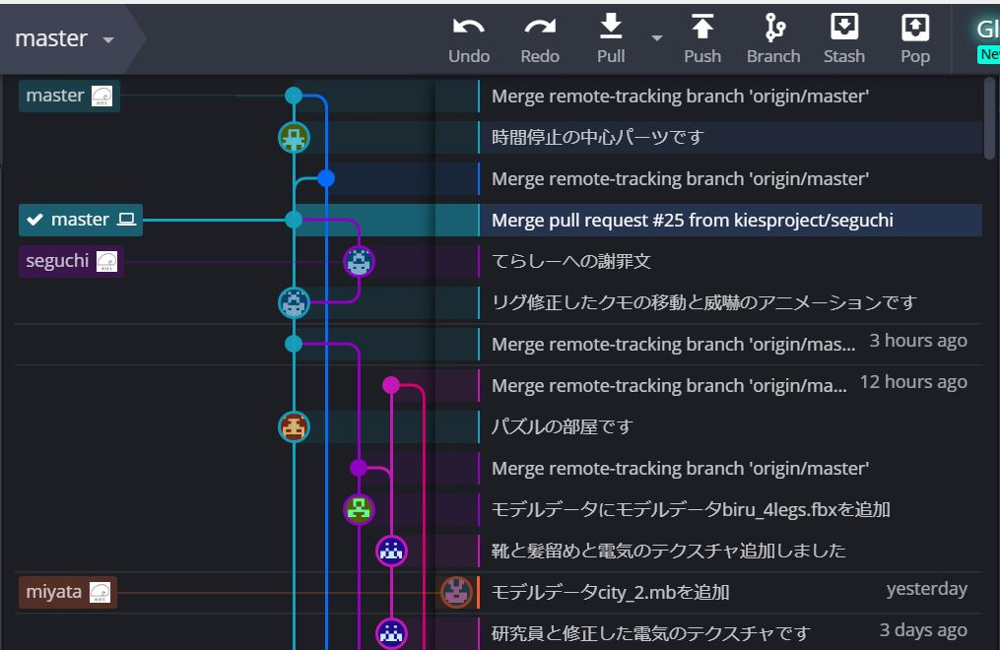 master
Undo
Redo
Pull
Push
Branch
Stash
Pop
master
Merge remote-tracking branch 'origin/master'
時間停止の中心パーツです
Merge remote-tracking branch 'origin/master'
master
Merge pull request #25 from kiesproject/seguchi
seguchi
てらしーへの謝罪文
リグ修正したクモの移動と威嚇のアニメーションです
Merge remote-tracking branch 'origin/mas... 3 hours ago
Merge remote-tracking branch 'origin/ma... 12 hours ago
パズルの部屋です
Merge remote-tracking branch 'origin/master'
モデルデータにモデルデータbiru_4legs.fbxを追加
靴と髪留めと電気のテクスチャ追加しました
miyata
モデルデータcity_2.mbを追加 yesterday
研究員と修正した電気のテクスチャです 3 days ago